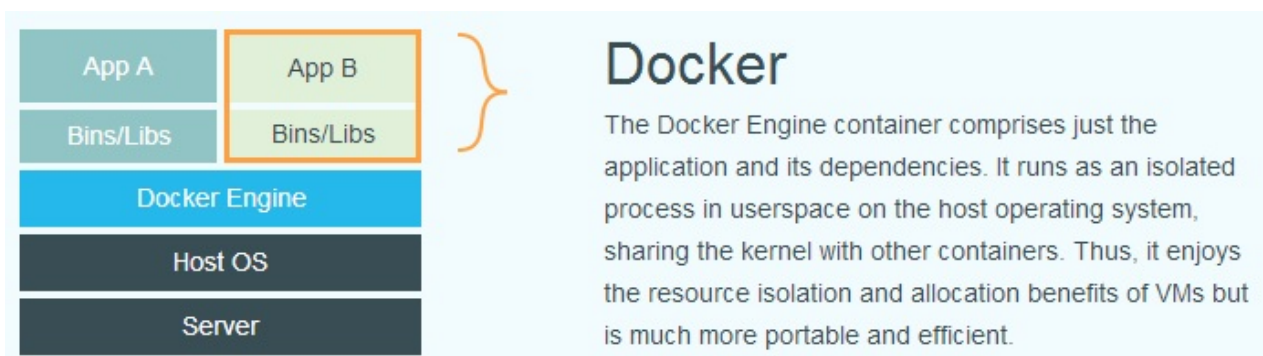 App A
App B
Bins/Libs
Bins/Libs
Docker Engine
Host OS
Server
Docker
The Docker Engine container comprises just the
application and its dependencies. It runs as an isolated
process in userspace on the host operating system,
sharing the kernel with other containers. Thus, it enjoys
the resource isolation and allocation benefits of VMs but
is much more portable and efficient.